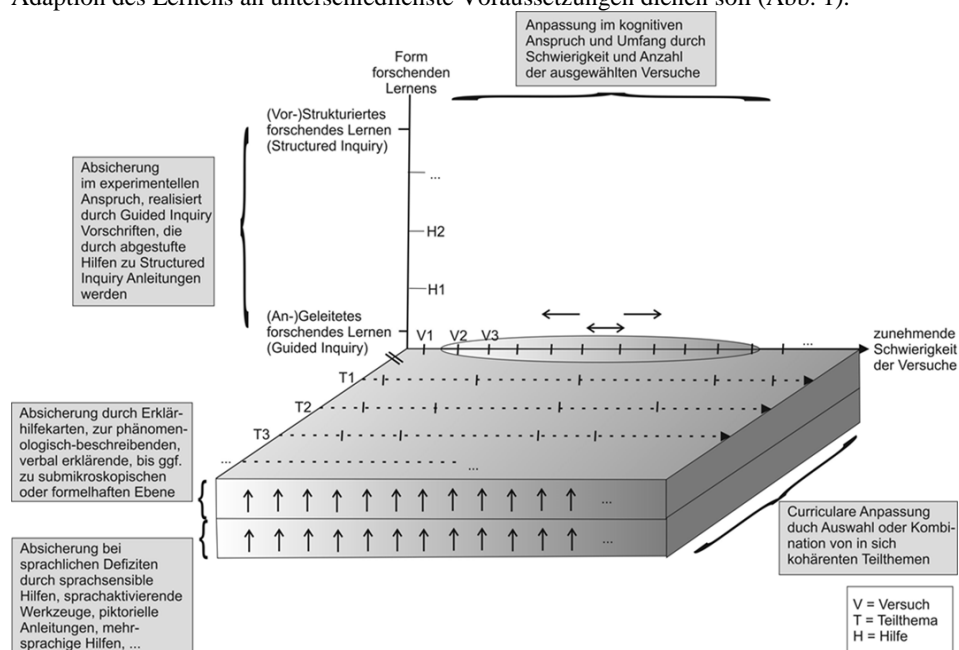 Adaption des Lernens an unterschiedlichste Voraussetzungen dienen soll (Abb. 1).
Anpassung im kognitiven
Anspruch und Umfang durch
Schwierigkeit und Anzahl
der ausgewählten Versuche
Form
forschenden
Lernens
(Vor-)Strukturiertes
forschendes Lernen
(Structured Inquiry)
...
H2
H1
Absicherung
im experimentellen
Anspruch, realisiert
durch Guided Inquiry
Vorschriften, die
durch abgestufte
Hilfen zu Structured
Inquiry Anleitungen
werden
(An-)Geleitetes
forschendes Lernen
(Guided Inquiry)
V1 V2 V3 ...
zunehmende
Schwierigkeit
der Versuche
T1
T2
T3
... ...
Absicherung durch Erklär-
hilfekarten, zur phänomen-
ologisch-beschreibenden,
verbal erklärende, bis ggf.
zu submikroskopischen
oder formelhaften Ebene
...
...
Absicherung bei
sprachlichen Defiziten
durch sprachsensible
Hilfen, sprachaktivierende
Werkzeuge, piktorielle
Anleitungen, mehr-
sprachige Hilfen, ...
Curriculare Anpassung
duch Auswahl oder Kombi-
nation von in sich
kohärenten Teilthemen
V = Versuch
T = Teilthema
H = Hilfe